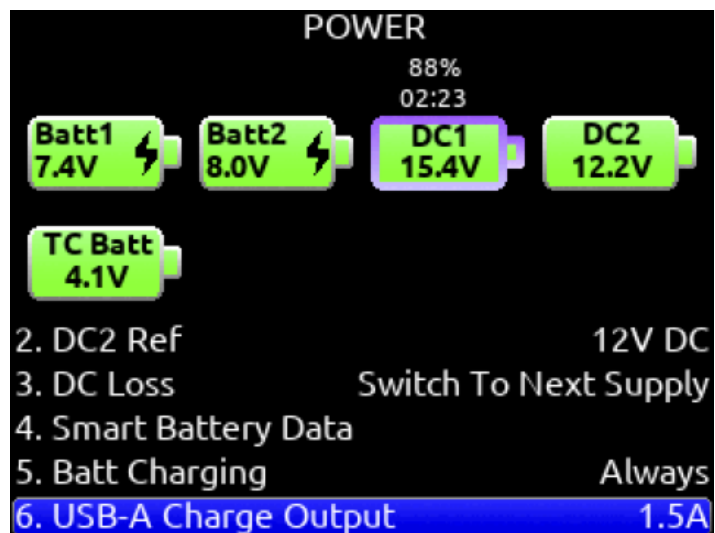 POWER
88%
02:23
Batt1 7.4V
Batt2 8.0V
DC1 15.4V
DC2 12.2V
TC Batt 4.1V
2. DC2 Ref 12V DC
3. DC Loss Switch To Next Supply
4. Smart Battery Data
5. Batt Charging Always
6. USB-A Charge Output 1.5A